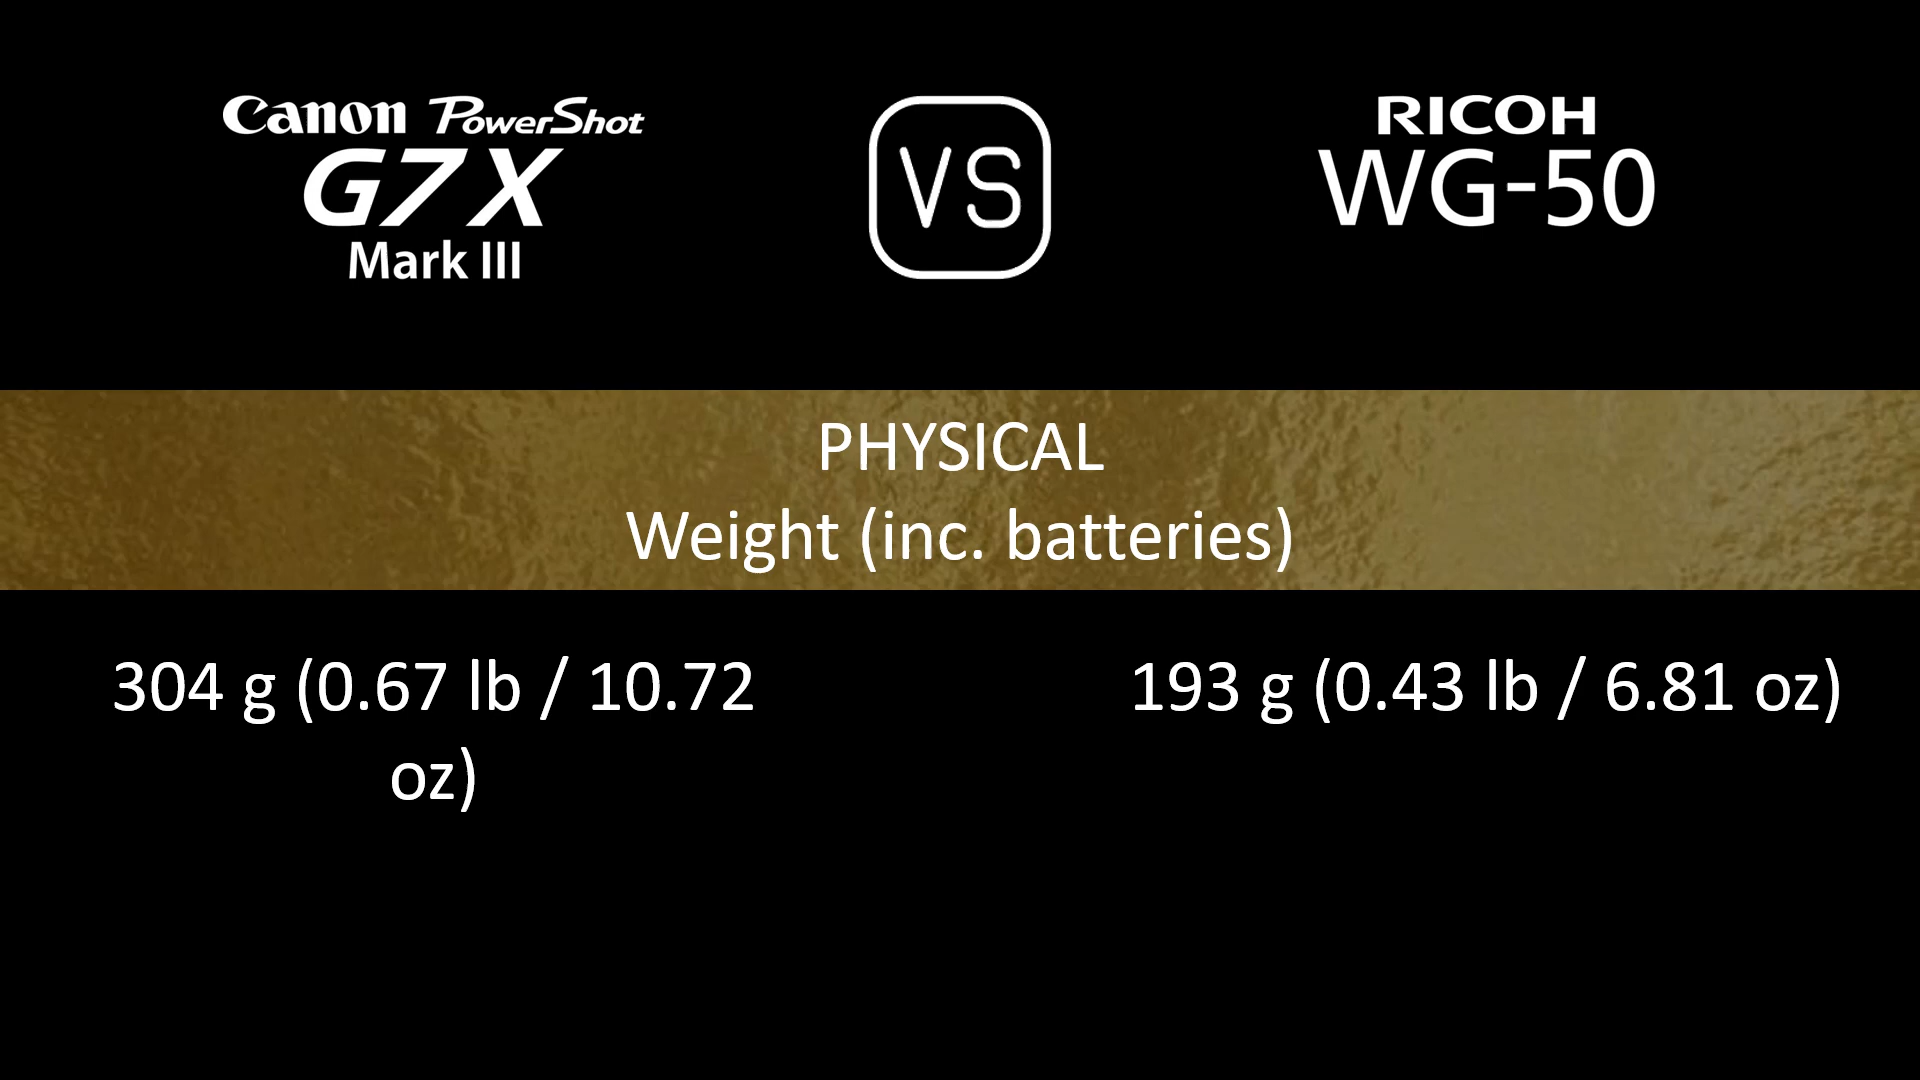 Canon PowerShot
G7 X
Mark III
VS
RICOH
WG-50
PHYSICAL
Weight (inc. batteries)
304 g (0.67 lb / 10.72
oz)
193 g (0.43 lb / 6.81 oz)